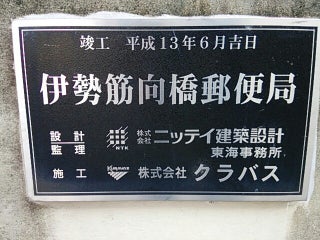 竣工 平成13年6月吉日
伊勢筋向橋郵便局
設計 監理 NTK 株式会社 ニッテイ建築設計
東海事務所
施工 株式会社 クラバス